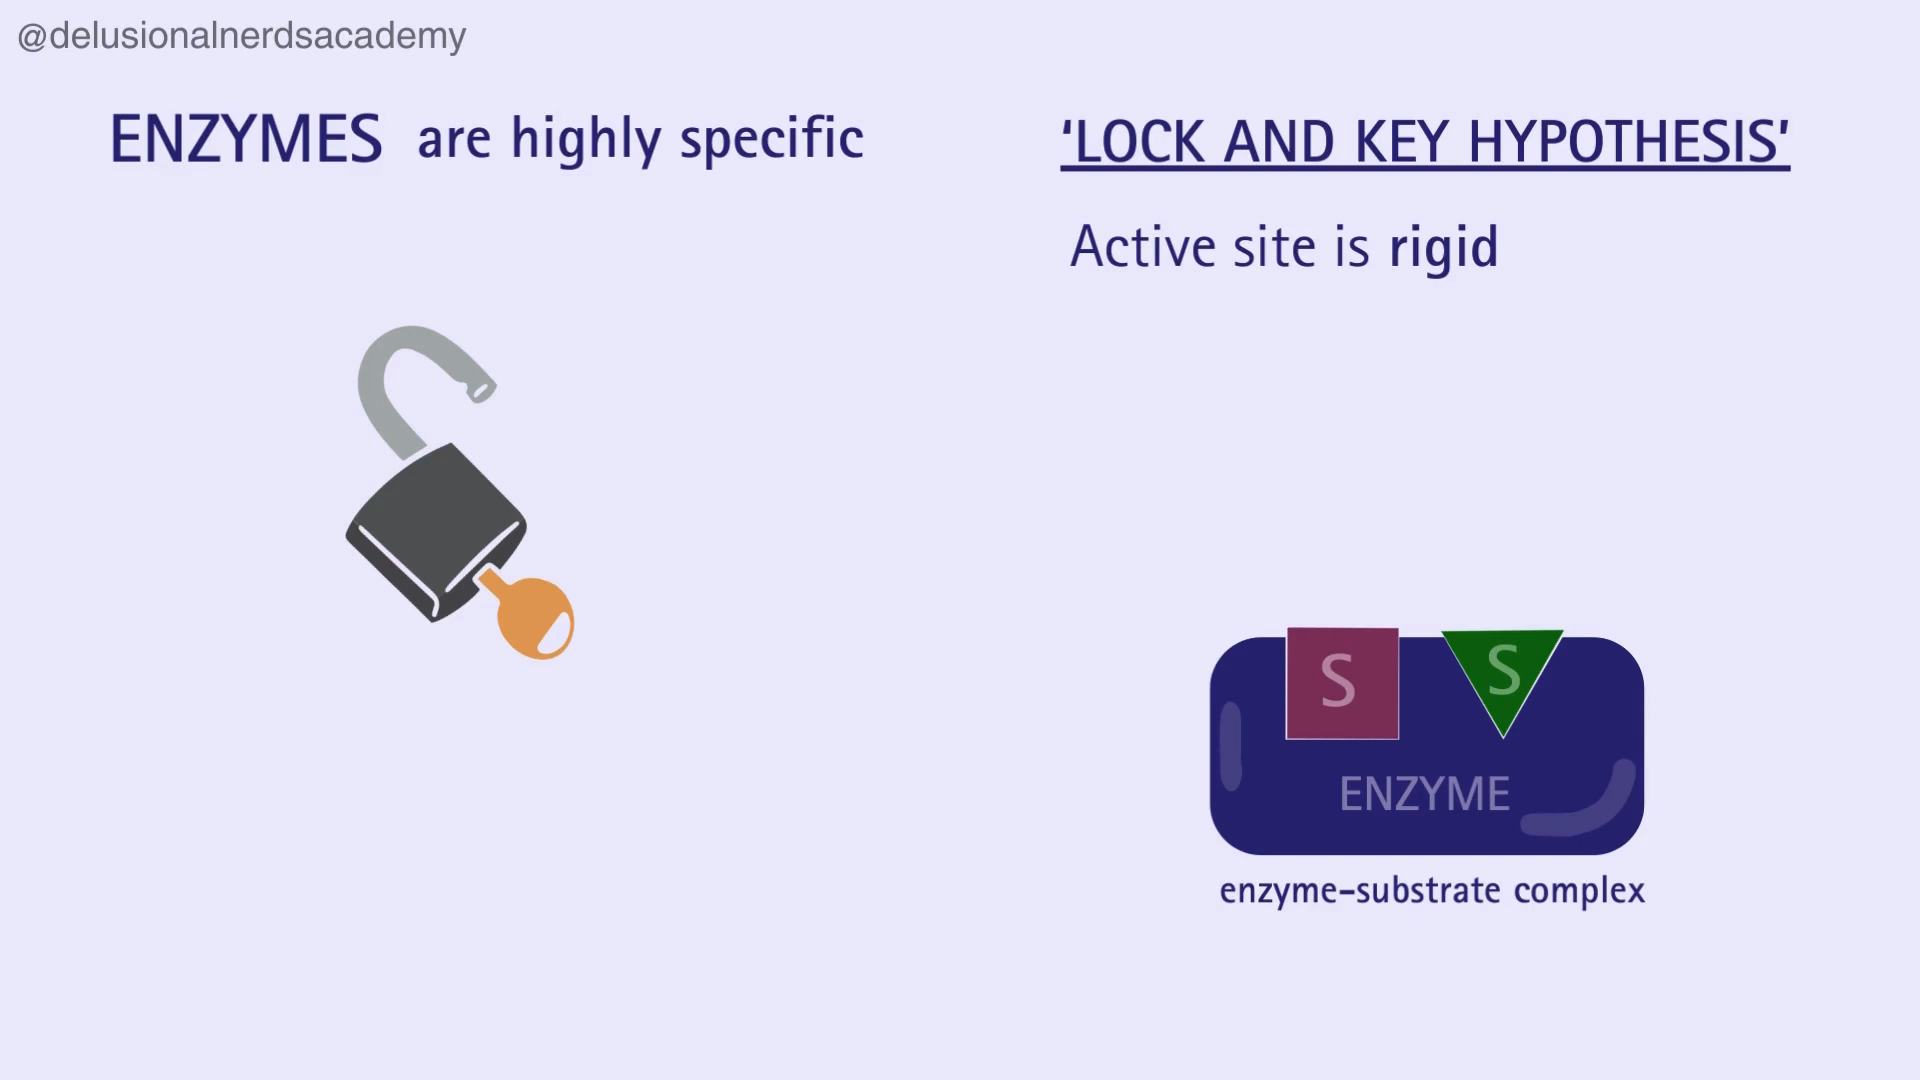 @delusionalnerdsacademy
ENZYMES are highly specific
‘LOCK AND KEY HYPOTHESIS’
Active site is rigid
S
S
ENZYME
enzyme-substrate complex